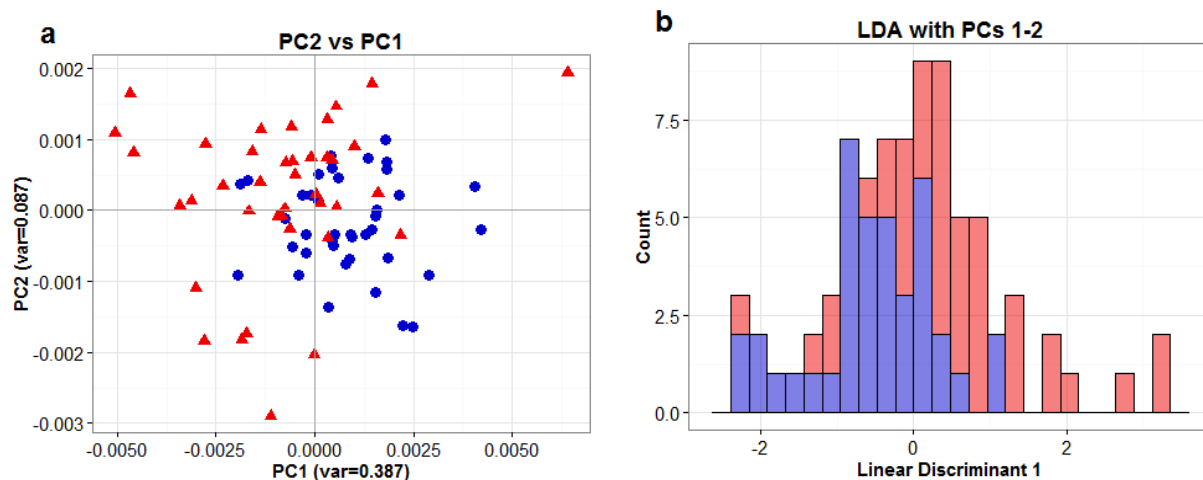 a
PC2 vs PC1
PC2 (var=0.087)
0.002
0.001
0.000
-0.001
-0.002
-0.003
-0.0050
-0.0025
0.0000
0.0025
0.0050
PC1 (var=0.387)
b
LDA with PCs 1-2
Count
7.5
5.0
2.5
0.0
-2
0
2
Linear Discriminant 1